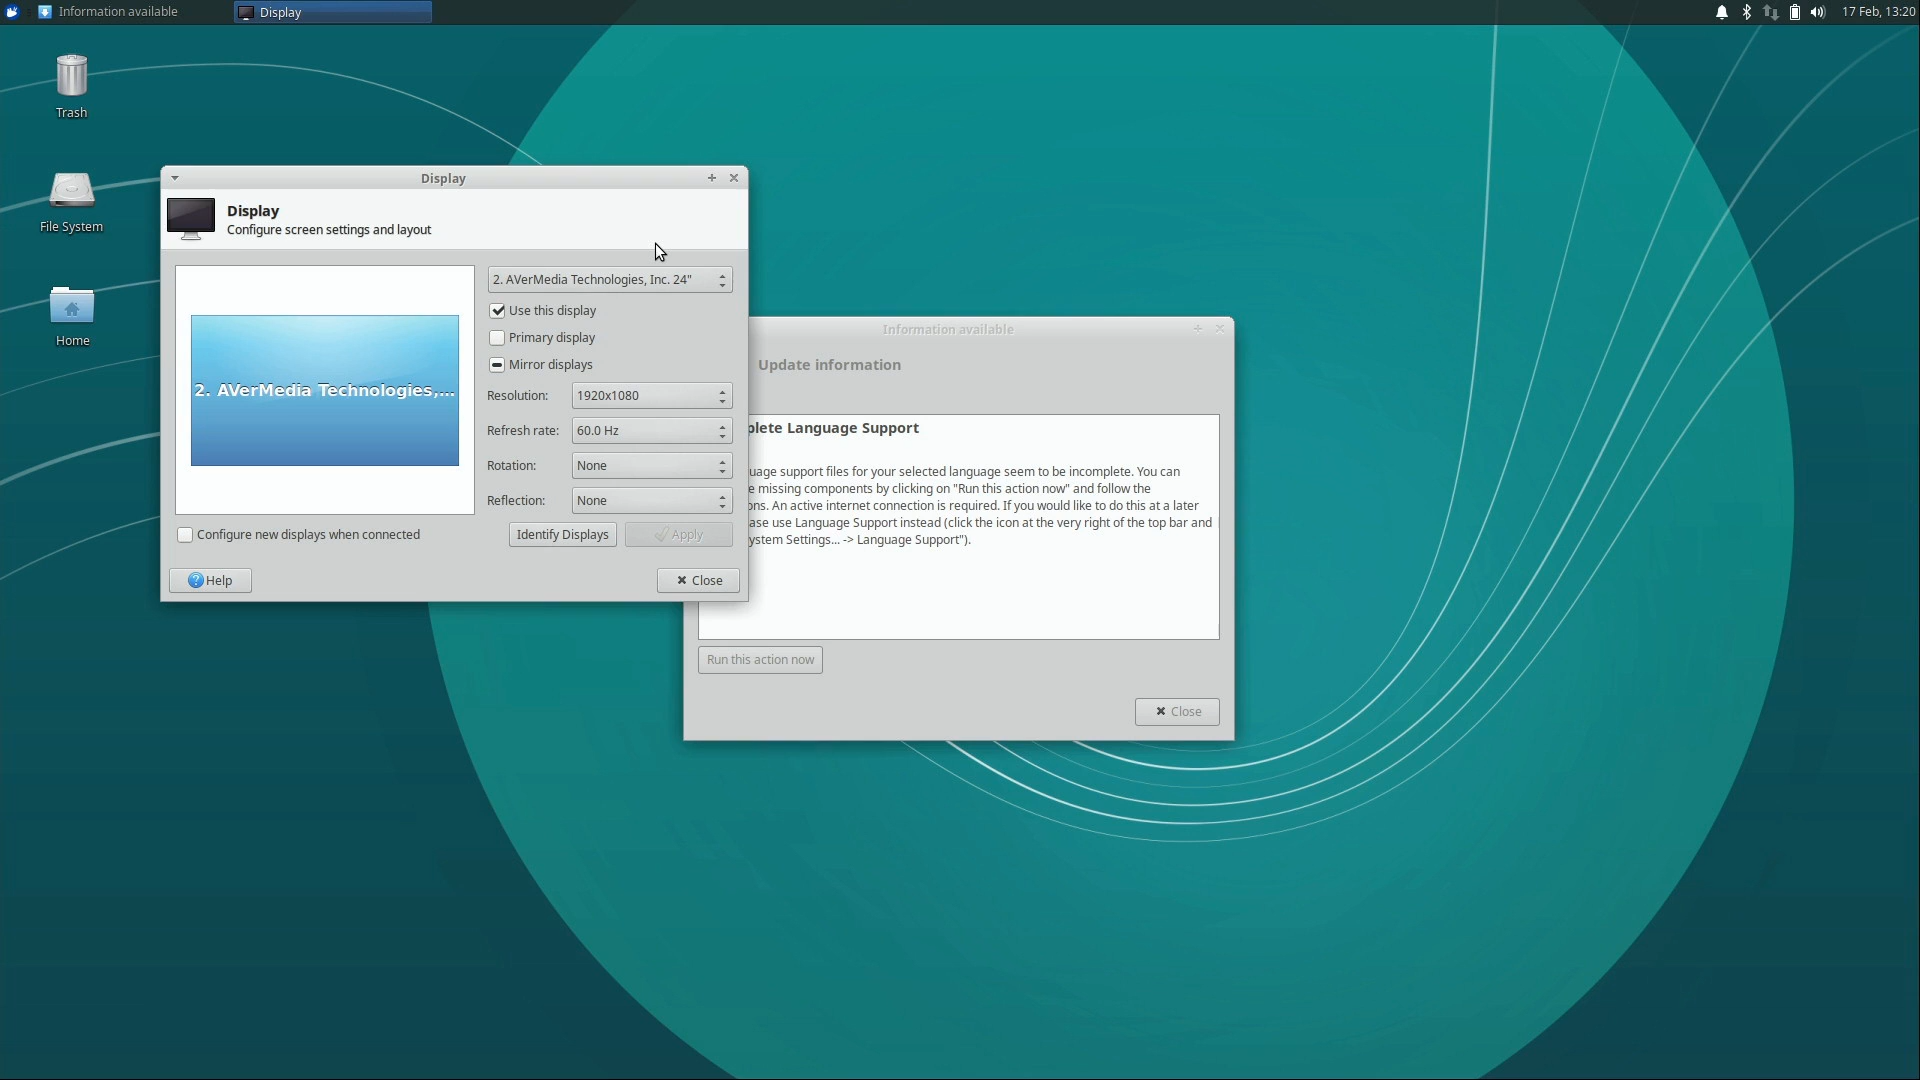 Information available
Display
17 Feb, 13:20
Trash
File System
Home
Display
Display
Configure screen settings and layout
2. AVerMedia Technologies,...
2. AVerMedia Technologies, Inc. 24"
Use this display
Primary display
Mirror displays
Resolution: 1920x1080
Refresh rate: 60.0 Hz
Rotation: None
Reflection: None
Configure new displays when connected
Identify Displays
Apply
Help
Close
Information available
Update information
plete Language Support
uage support files for your selected language seem to be incomplete. You can
e missing components by clicking on "Run this action now" and follow the
ons. An active internet connection is required. If you would like to do this at a later
ase use Language Support instead (click the icon at the very right of the top bar and
ystem Settings... -> Language Support").
Run this action now
Close